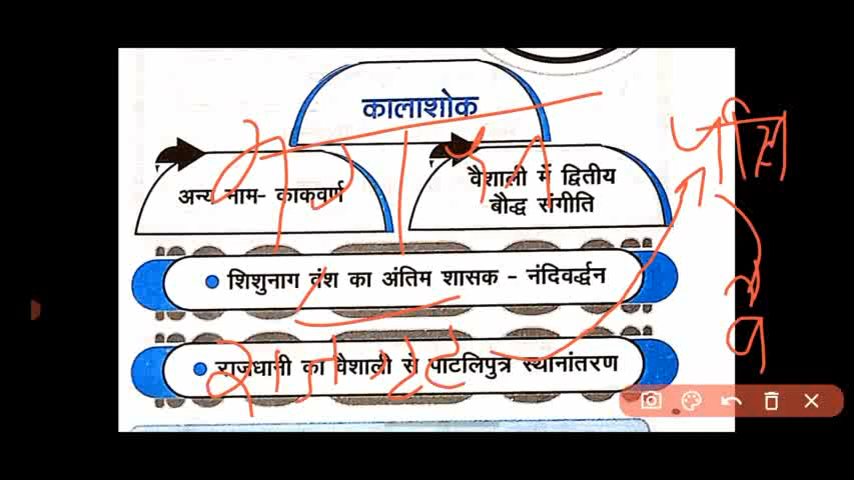 कालाशोक
अन्य नाम- काकवर्ण
वैशाली में द्वितीय
बौद्ध संगीति
शिशुनाग वंश का अंतिम शासक - नंदिवर्द्धन
राजधानी का वैशाली से पाटलिपुत्र स्थानांतरण